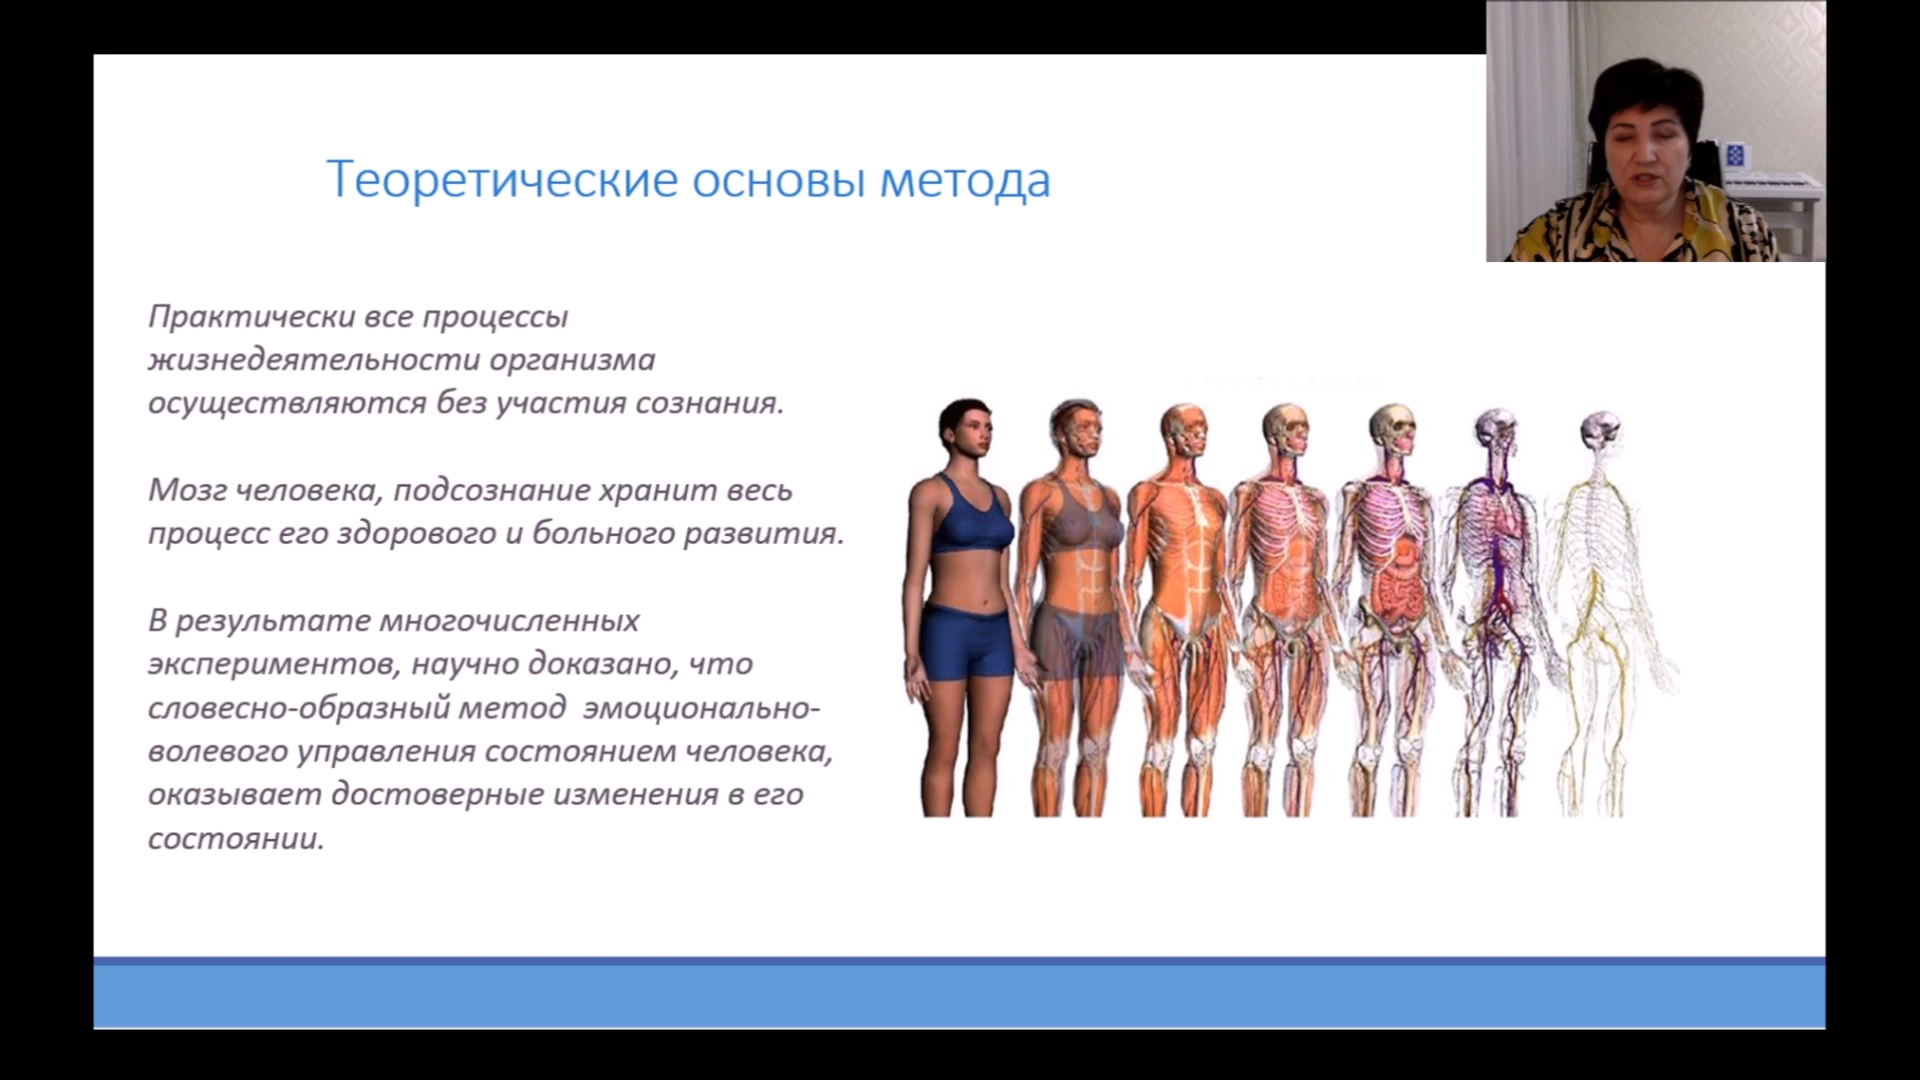 Теоретические основы метода
Практически все процессы
жизнедеятельности организма
осуществляются без участия сознания.
Мозг человека, подсознание хранит весь
процесс его здорового и больного развития.
В результате многочисленных
экспериментов, научно доказано, что
словесно-образный метод эмоционально-
волевого управления состоянием человека,
оказывает достоверные изменения в его
состоянии.